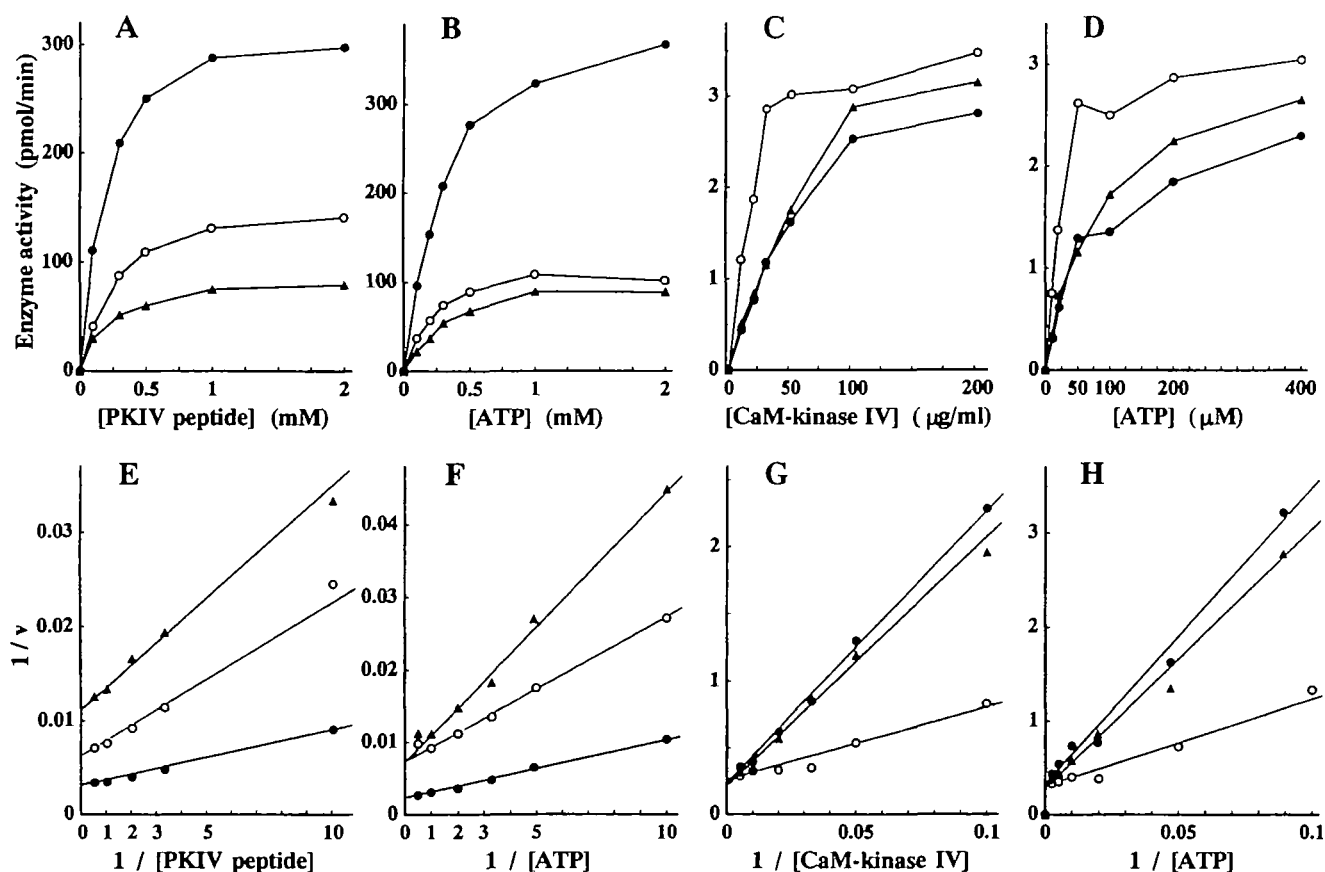 A
B
C
D
Enzyme activity (pmol/min)
300
200
100
0
0 0.5 1 2
[PKIV peptide] (mM)
300
200
100
0
0 0.5 1 2
[ATP] (mM)
3
2
1
0
0 50 100 200
[CaM-kinase IV] (μg/ml)
3
2
1
0
0 50 100 200 400
[ATP] (μM)
E
F
G
H
1 / v
0.03
0.02
0.01
0
0 1 2 3 5 10
1 / [PKIV peptide]
0.04
0.03
0.02
0.01
0
0 1 2 3 5 10
1 / [ATP]
2
1
0
0 0.05 0.1
1 / [CaM-kinase IV]
3
2
1
0
0 0.05 0.1
1 / [ATP]